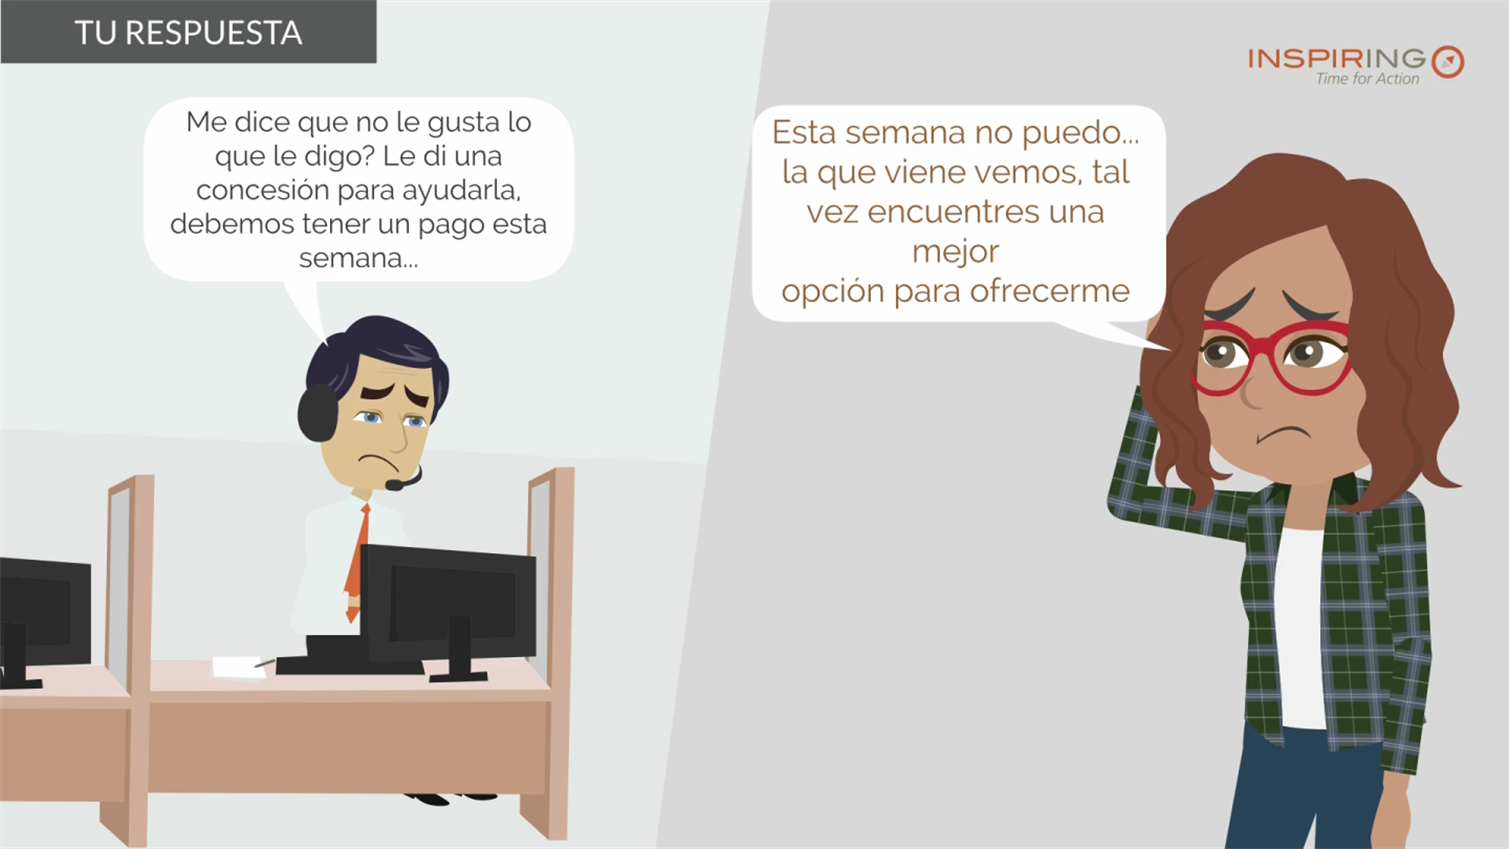 TU RESPUESTA
INSPIRING
Time for Action
Me dice que no le gusta lo
que le digo? Le di una
concesión para ayudarla,
debemos tener un pago esta
semana...
Esta semana no puedo...
la que viene vemos, tal
vez encuentres una
mejor
opción para ofrecerme